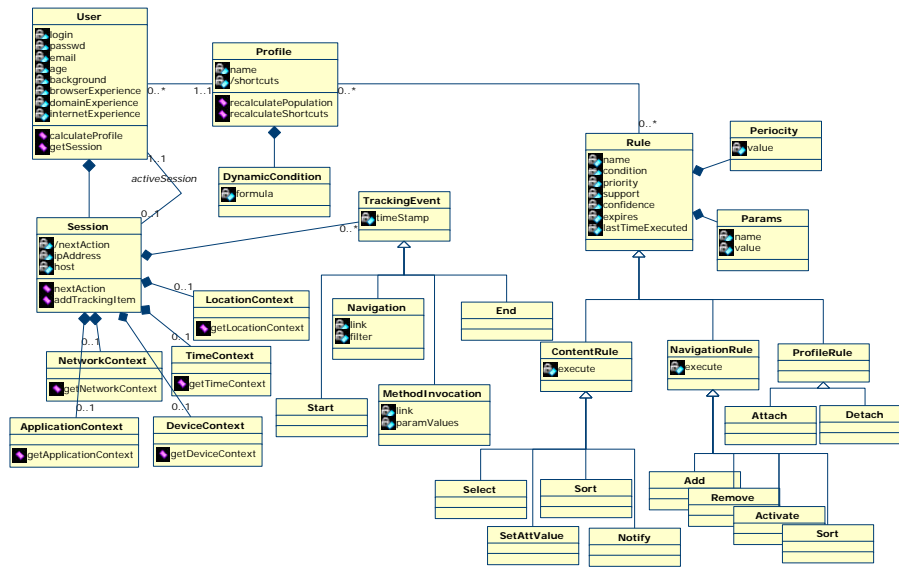 User
login
passwd
email
age
background
browserExperience
domainExperience
internetExperience
calculateProfile
getSession
0..*
1..1
Profile
name
/shortcuts
recalculatePopulation
recalculateShortcuts
0..*
0..*
DynamicCondition
formula
1..1
activeSession
0..1
Session
/nextAction
ipAddress
host
nextAction
addTrackingItem
TrackingEvent
timeStamp
0..*
Rule
name
condition
priority
support
confidence
expires
lastTimeExecuted
Periocity
value
Params
name
value
0..1
LocationContext
getLocationContext
0..1
TimeContext
getTimeContext
0..1
NetworkContext
getNetworkContext
0..1
ApplicationContext
getApplicationContext
0..1
DeviceContext
getDeviceContext
Navigation
link
filter
End
Start
MethodInvocation
link
paramValues
ContentRule
execute
NavigationRule
execute
ProfileRule
Attach
Detach
Select
Sort
SetAttValue
Notify
Add
Remove
Activate
Sort